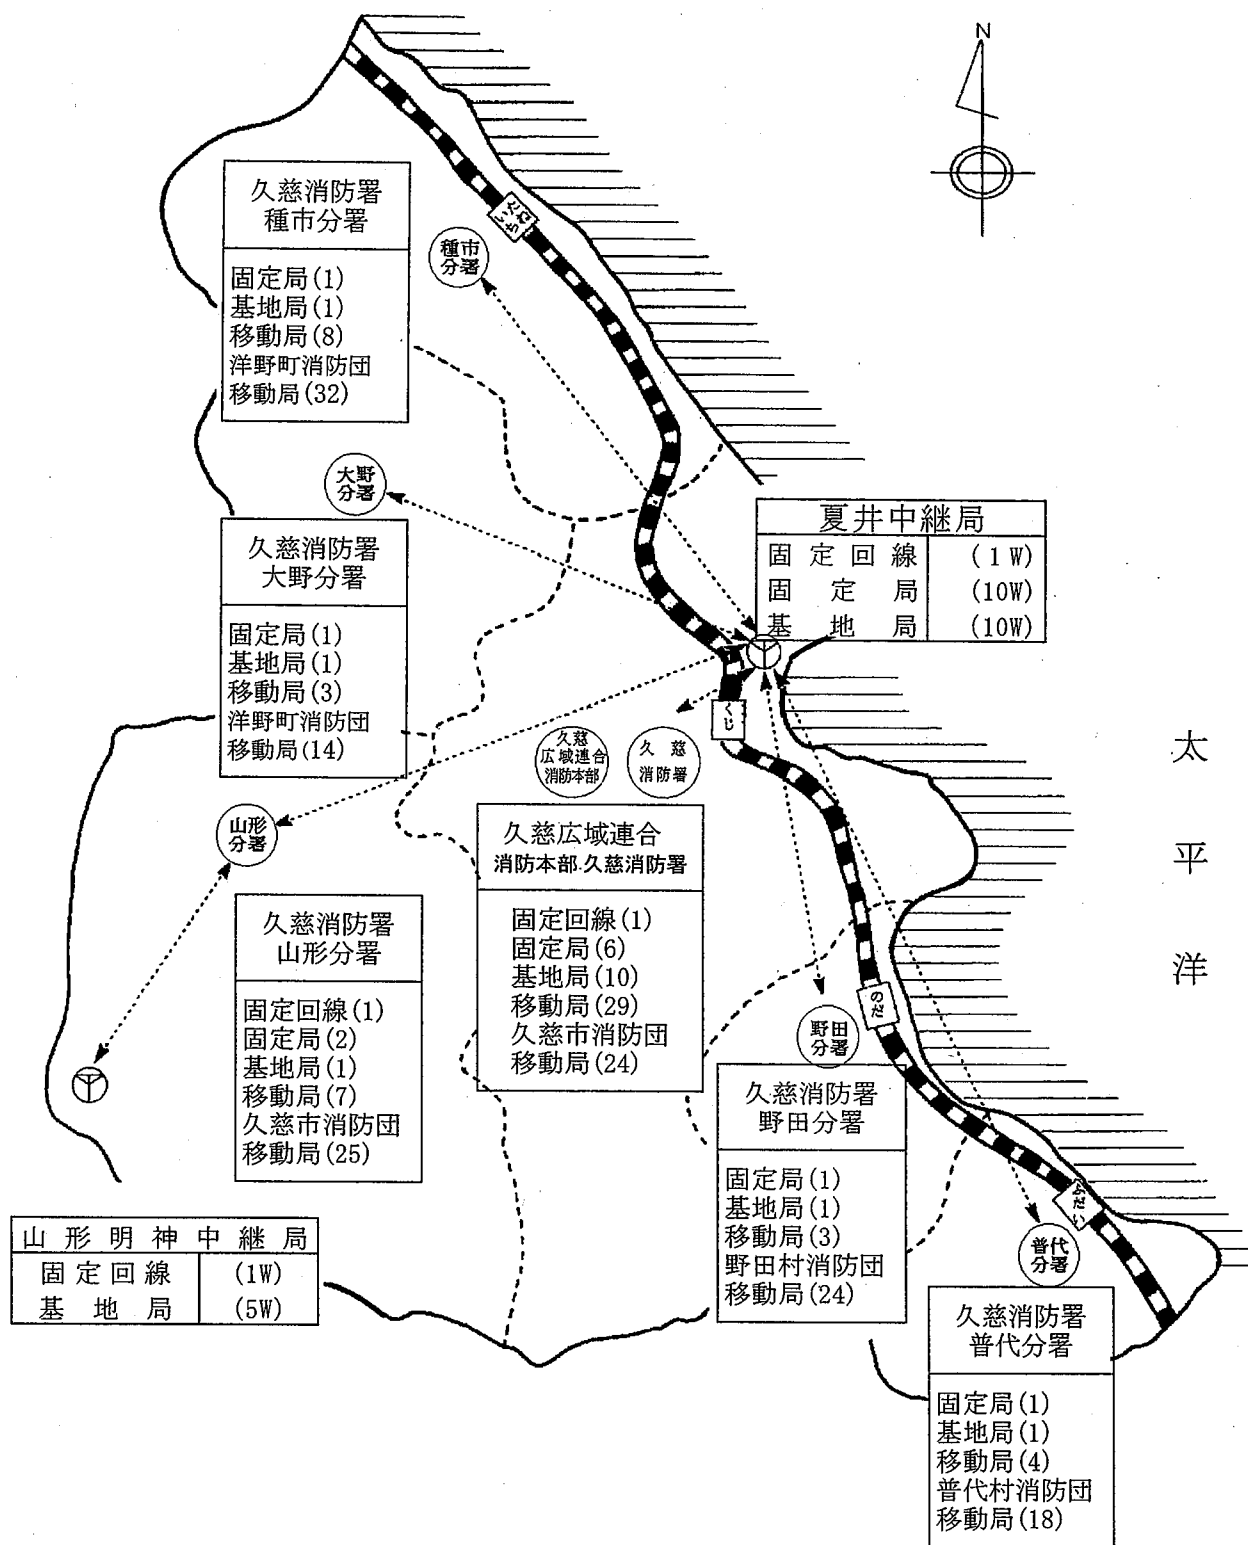 N
久慈消防署
種市分署
固定局(1)
基地局(1)
移動局(8)
洋野町消防団
移動局(32)
たねいち
種市
分署
大野
分署
久慈消防署
大野分署
固定局(1)
基地局(1)
移動局(3)
洋野町消防団
移動局(14)
夏井中継局
固定回線 (1W)
固定局 (10W)
基地局 (10W)
くじ
久慈
広域連合
消防本部
久慈
消防署
太平洋
山形
分署
久慈広域連合
消防本部.久慈消防署
固定回線(1)
固定局(6)
基地局(10)
移動局(29)
久慈市消防団
移動局(24)
久慈消防署
山形分署
固定回線(1)
固定局(2)
基地局(1)
移動局(7)
久慈市消防団
移動局(25)
のだ
野田
分署
久慈消防署
野田分署
固定局(1)
基地局(1)
移動局(3)
野田村消防団
移動局(24)
山形明神中継局
固定回線 (1W)
基地局 (5W)
ふだい
普代
分署
久慈消防署
普代分署
固定局(1)
基地局(1)
移動局(4)
普代村消防団
移動局(18)